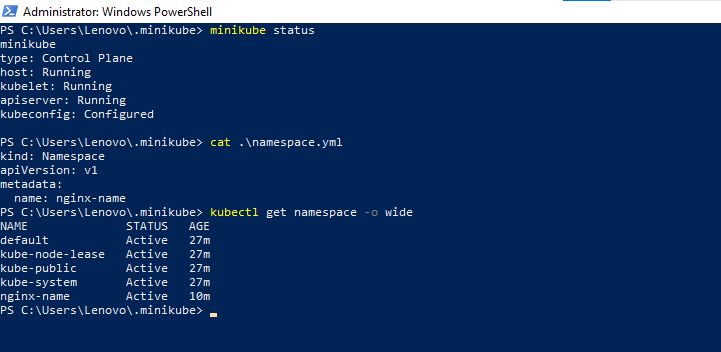 Administrator: Windows PowerShell
PS C:\Users\Lenovo\.minikube> minikube status
minikube
type: Control Plane
host: Running
kubelet: Running
apiserver: Running
kubeconfig: Configured
PS C:\Users\Lenovo\.minikube> cat .\namespace.yml
kind: Namespace
apiVersion: v1
metadata:
  name: nginx-name
PS C:\Users\Lenovo\.minikube> kubectl get namespace -o wide
NAME              STATUS   AGE
default           Active   27m
kube-node-lease   Active   27m
kube-public       Active   27m
kube-system       Active   27m
nginx-name        Active   10m
PS C:\Users\Lenovo\.minikube>